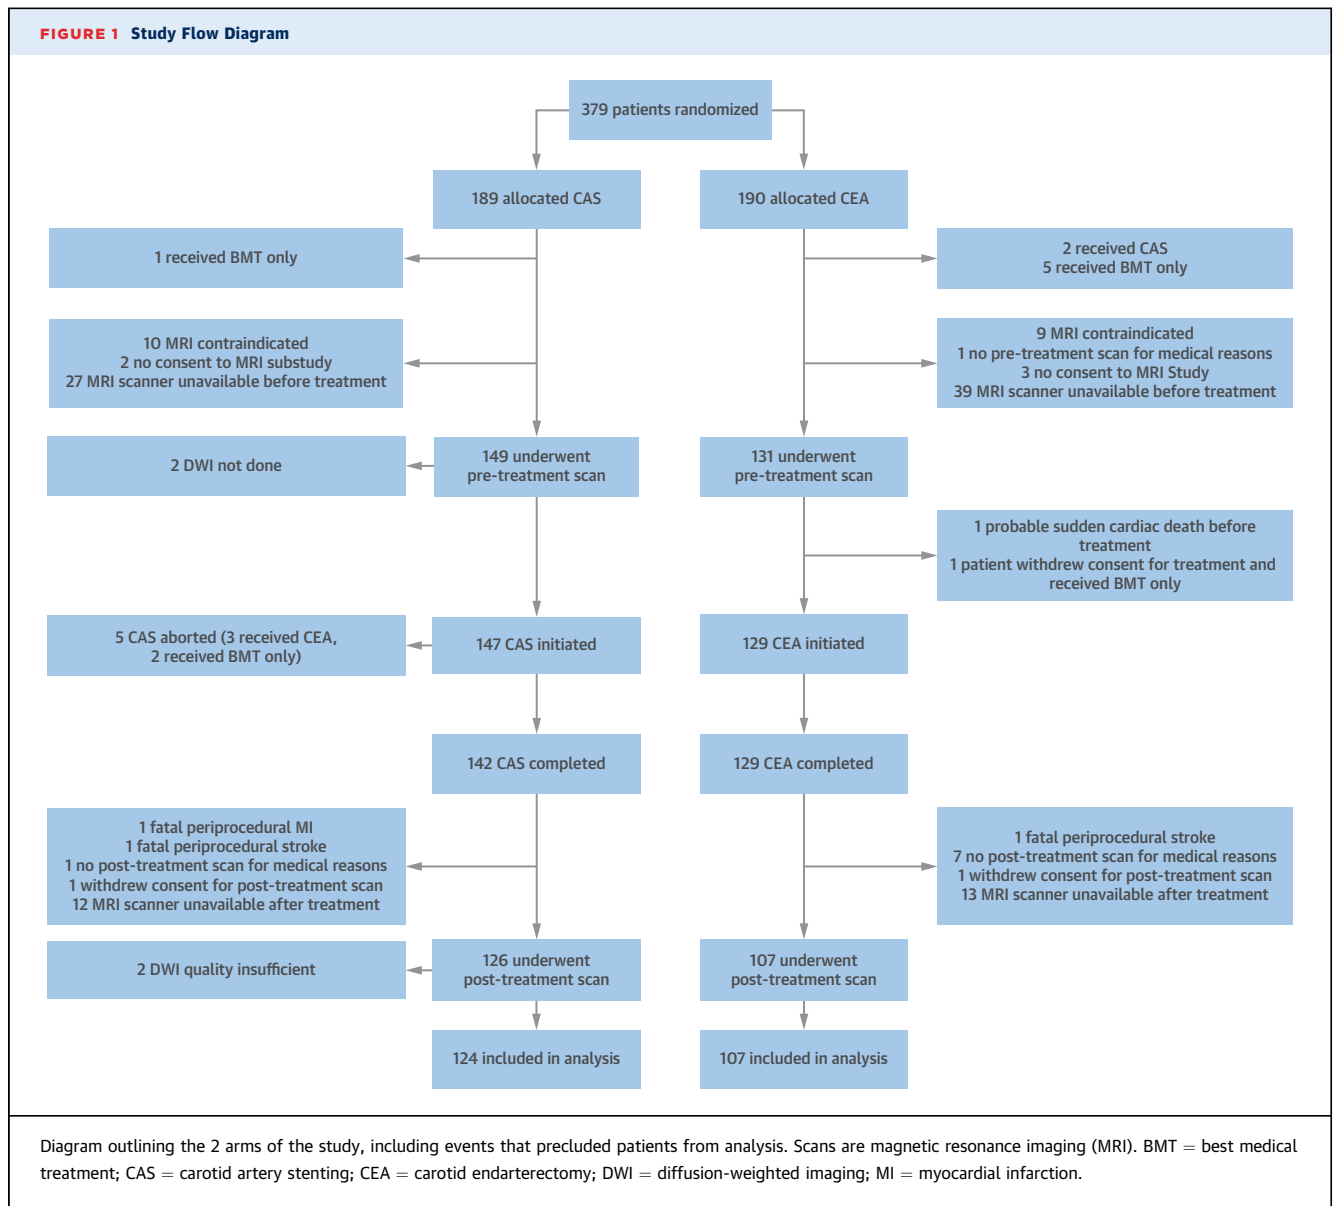 FIGURE 1 Study Flow Diagram
379 patients randomized
189 allocated CAS
190 allocated CEA
1 received BMT only
2 received CAS
5 received BMT only
10 MRI contraindicated
2 no consent to MRI substudy
27 MRI scanner unavailable before treatment
9 MRI contraindicated
1 no pre-treatment scan for medical reasons
3 no consent to MRI Study
39 MRI scanner unavailable before treatment
2 DWI not done
149 underwent
pre-treatment scan
131 underwent
pre-treatment scan
1 probable sudden cardiac death before
treatment
1 patient withdrew consent for treatment and
received BMT only
5 CAS aborted (3 received CEA,
2 received BMT only)
147 CAS initiated
129 CEA initiated
142 CAS completed
129 CEA completed
1 fatal periprocedural MI
1 fatal periprocedural stroke
1 no post-treatment scan for medical reasons
1 withdrew consent for post-treatment scan
12 MRI scanner unavailable after treatment
1 fatal periprocedural stroke
7 no post-treatment scan for medical reasons
1 withdrew consent for post-treatment scan
13 MRI scanner unavailable after treatment
2 DWI quality insufficient
126 underwent
post-treatment scan
107 underwent
post-treatment scan
124 included in analysis
107 included in analysis
Diagram outlining the 2 arms of the study, including events that precluded patients from analysis. Scans are magnetic resonance imaging (MRI). BMT = best medical
treatment; CAS = carotid artery stenting; CEA = carotid endarterectomy; DWI = diffusion-weighted imaging; MI = myocardial infarction.